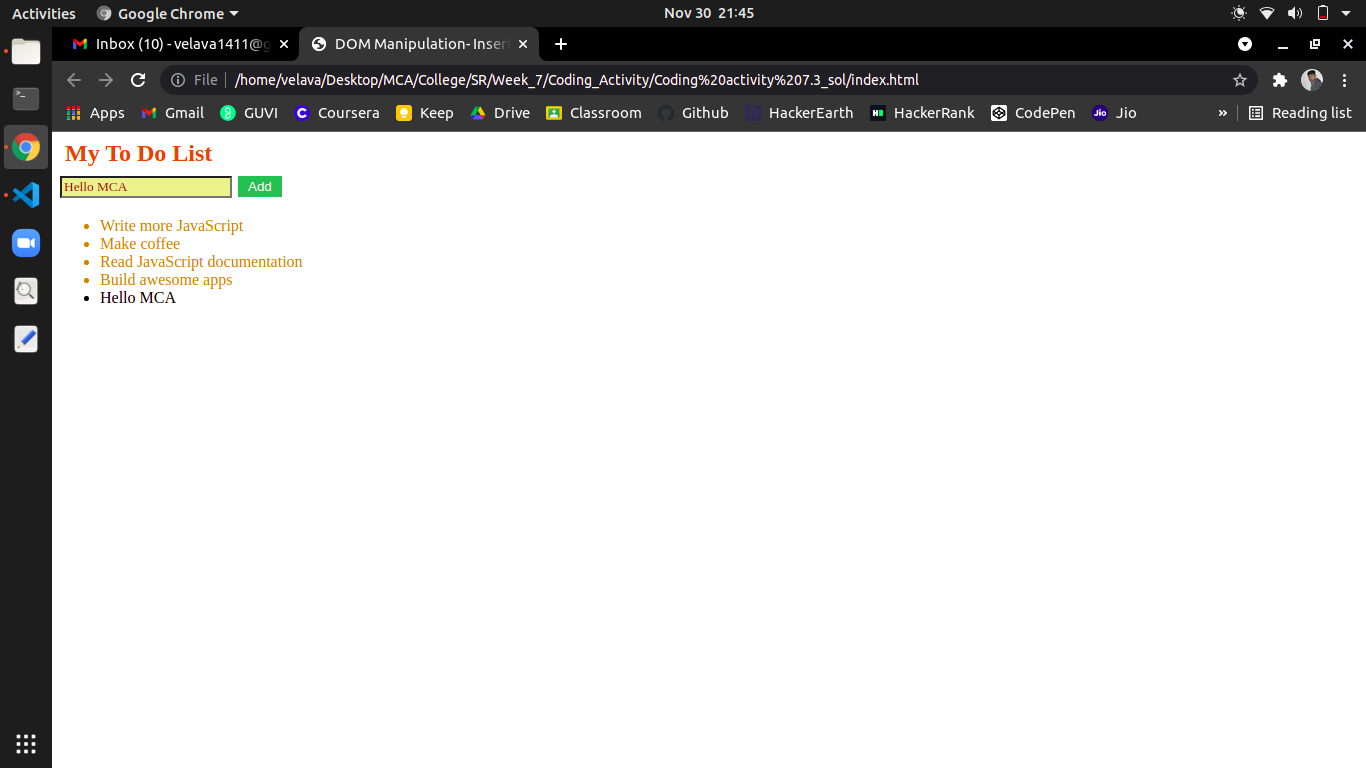 Activities Google Chrome Nov 30 21:45
Inbox (10) - velava1411@g DOM Manipulation- Inser
File /home/velava/Desktop/MCA/College/SR/Week_7/Coding_Activity/Coding%20activity%207.3_sol/index.html
Apps Gmail GUVI Coursera Keep Drive Classroom Github HackerEarth HackerRank CodePen Jio Jio » Reading list
My To Do List
Hello MCA Add
Write more JavaScript
Make coffee
Read JavaScript documentation
Build awesome apps
Hello MCA